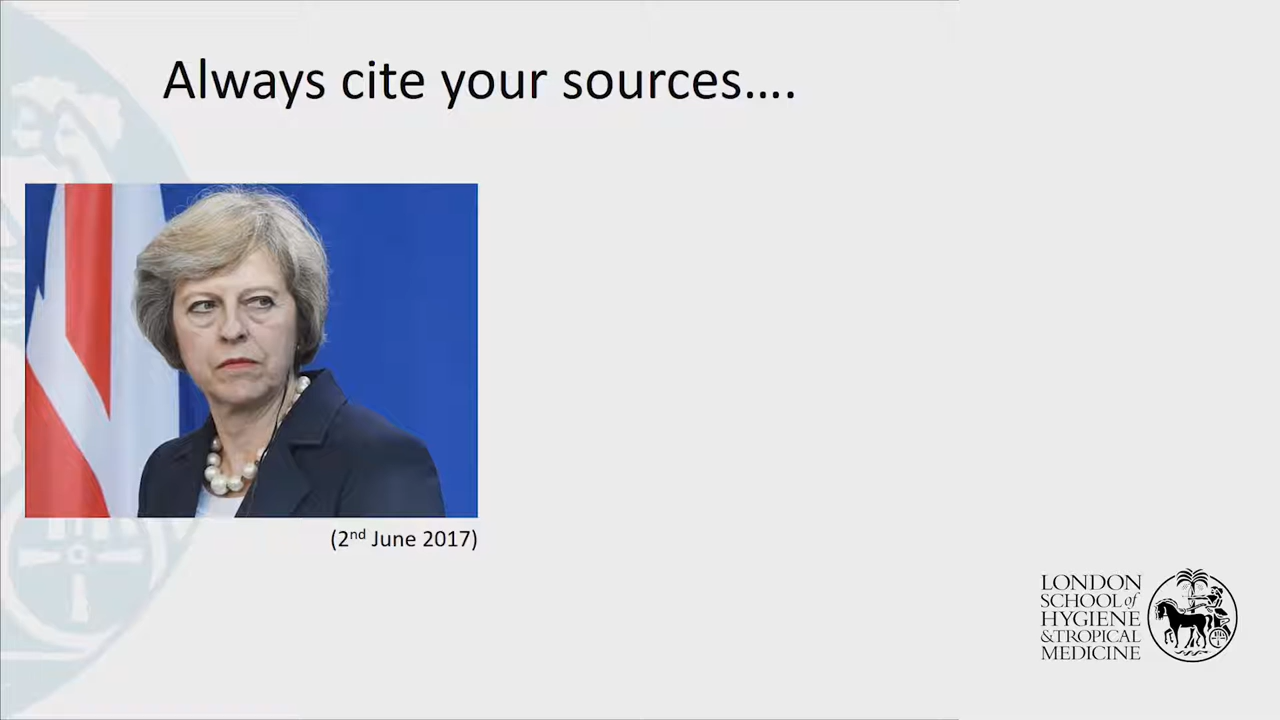 Always cite your sources....
(2nd June 2017)
LONDON
SCHOOL of
HYGIENE
&TROPICAL
MEDICINE